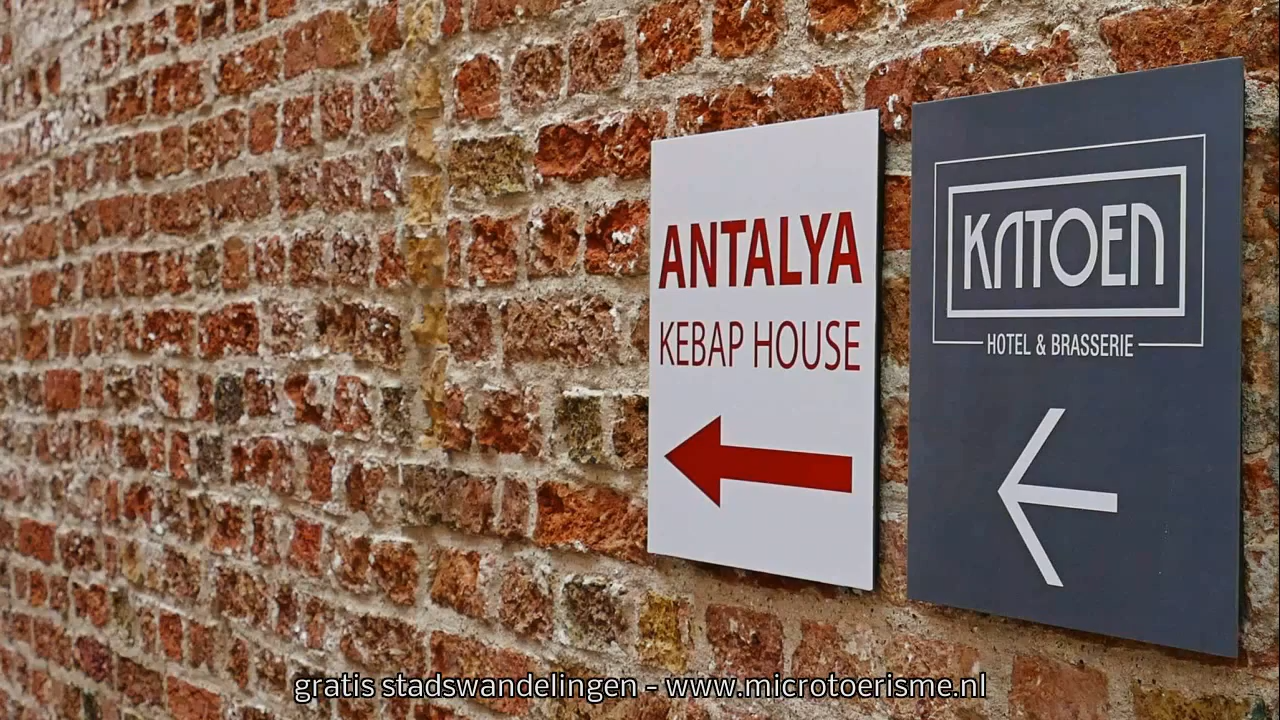 ANTALYA
KEBAP HOUSE
KATOEN
HOTEL & BRASSERIE
gratis stadswandelingen - www.microtoerisme.nl